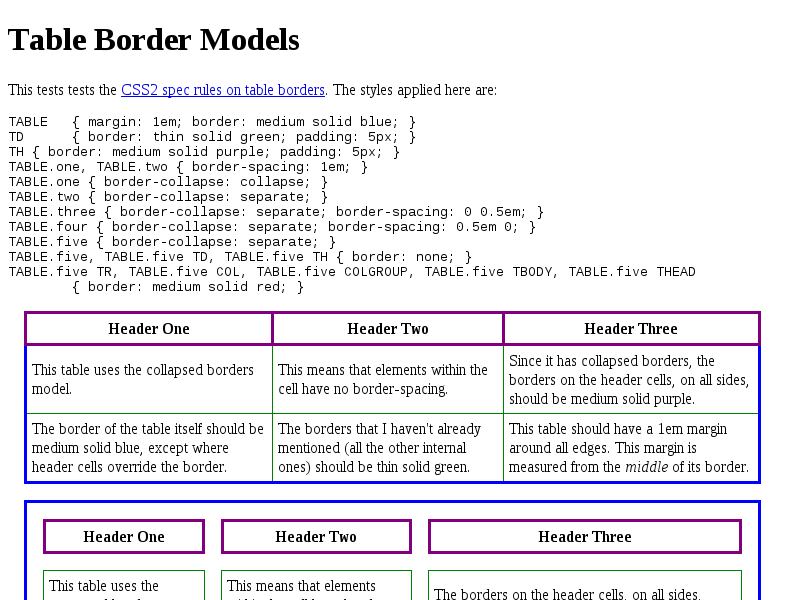 Table Border Models
This tests tests the CSS2 spec rules on table borders. The styles applied here are:
TABLE   { margin: 1em; border: medium solid blue; }
TD      { border: thin solid green; padding: 5px; }
TH { border: medium solid purple; padding: 5px; }
TABLE.one, TABLE.two { border-spacing: 1em; }
TABLE.one { border-collapse: collapse; }
TABLE.two { border-collapse: separate; }
TABLE.three { border-collapse: separate; border-spacing: 0 0.5em; }
TABLE.four { border-collapse: separate; border-spacing: 0.5em 0; }
TABLE.five { border-collapse: separate; }
TABLE.five, TABLE.five TD, TABLE.five TH { border: none; }
TABLE.five TR, TABLE.five COL, TABLE.five COLGROUP, TABLE.five TBODY, TABLE.five THEAD
        { border: medium solid red; }
Header One
Header Two
Header Three
This table uses the collapsed borders
model.
This means that elements within the
cell have no border-spacing.
Since it has collapsed borders, the
borders on the header cells, on all sides,
should be medium solid purple.
The border of the table itself should be
medium solid blue, except where
header cells override the border.
The borders that I haven't already
mentioned (all the other internal
ones) should be thin solid green.
This table should have a 1em margin
around all edges. This margin is
measured from the middle of its border.
Header One
Header Two
Header Three
This table uses the
This means that elements
The borders on the header cells, on all sides,